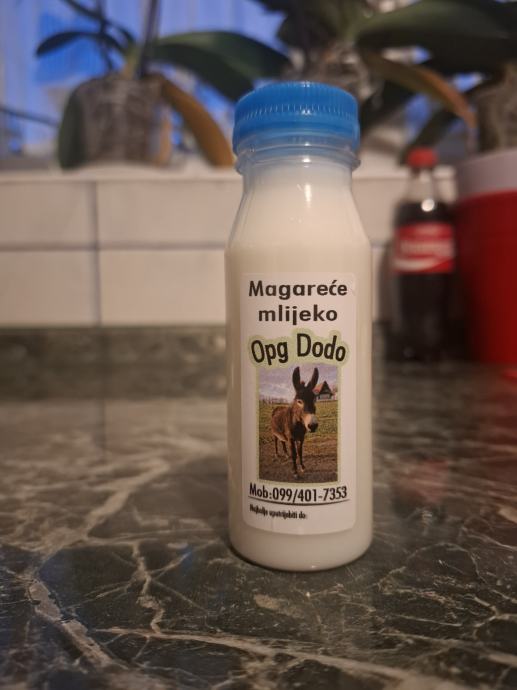 Magareće
mlijeko
Opg Dodo
Mob:099/401-7353
Najbolje upotrijebiti do: